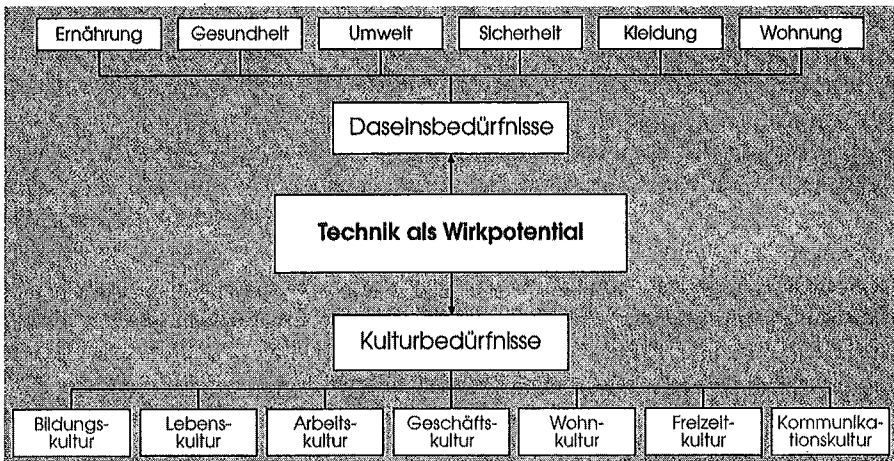 Ernährung
Gesundheit
Umwelt
Sicherheit
Kleidung
Wohnung
Daseinsbedürfnisse
Technik als Wirkpotential
Kulturbedürfnisse
Bildungs-
kultur
Lebens-
kultur
Arbeits-
kultur
Geschäfts-
kultur
Wohn-
kultur
Freizeit-
kultur
Kommunika-
tionskultur